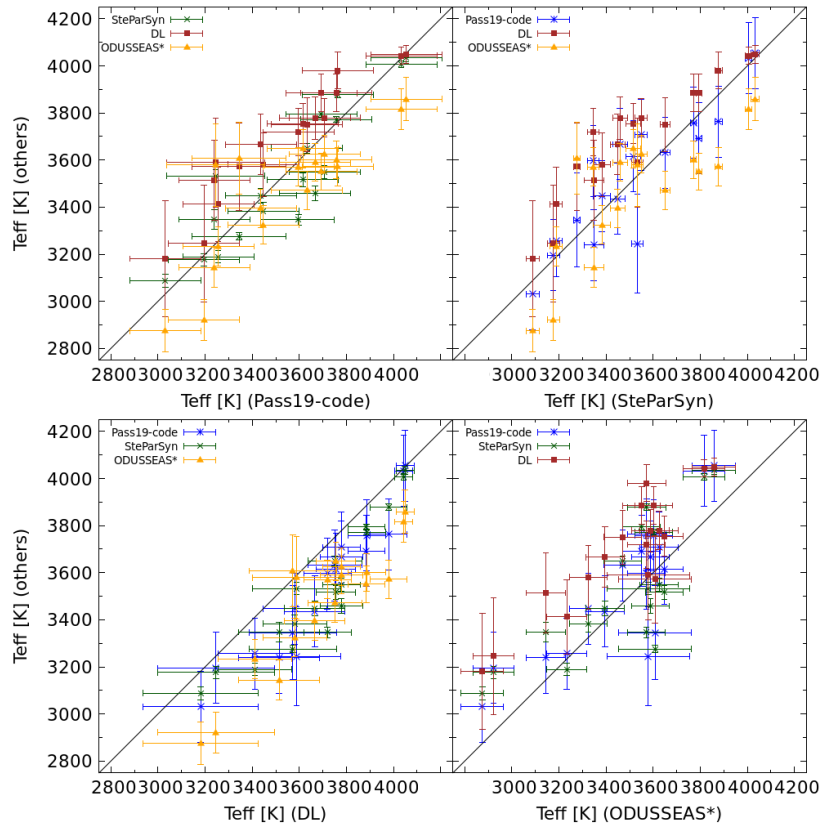 SteParSyn
DL
ODUSSEAS*
Pass19-code
DL
ODUSSEAS*
4200
4000
3800
3600
3400
3200
3000
2800
Teff [K] (others)
2800 3000 3200 3400 3600 3800 4000
3000 3200 3400 3600 3800 4000 4200
Teff [K] (Pass19-code)
Teff [K] (SteParSyn)
Pass19-code
SteParSyn
ODUSSEAS*
Pass19-code
SteParSyn
DL
4200
4000
3800
3600
3400
3200
3000
2800
Teff [K] (others)
2800 3000 3200 3400 3600 3800 4000
3000 3200 3400 3600 3800 4000 4200
Teff [K] (DL)
Teff [K] (ODUSSEAS*)